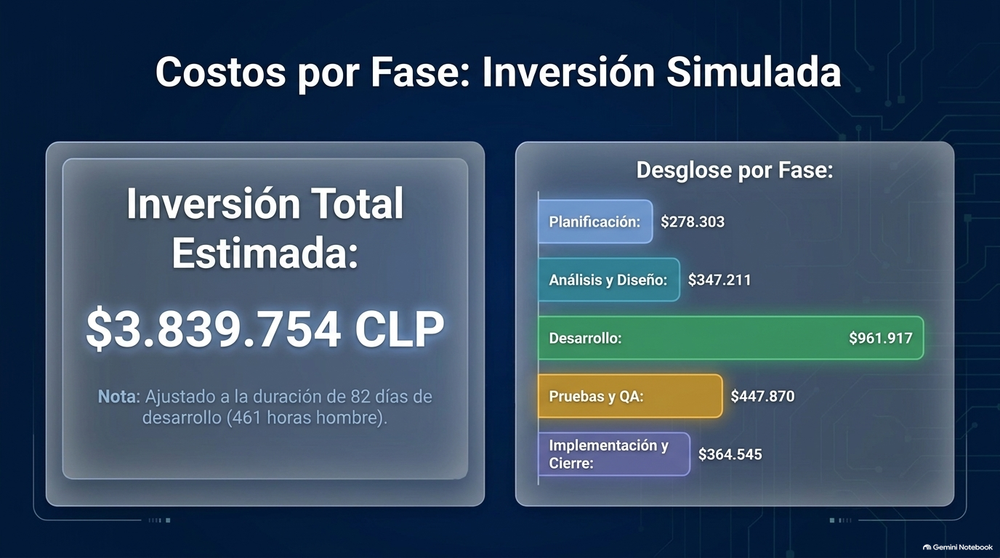 Costos por Fase: Inversión Simulada
Inversión Total
Estimada:
$3.839.754 CLP
Nota: Ajustado a la duración de 82 días de
desarrollo (461 horas hombre).
Desglose por Fase:
Planificación: $278.303
Análisis y Diseño: $347.211
Desarrollo: $961.917
Pruebas y QA: $447.870
Implementación y
Cierre: $364.545
Gemini Notebook